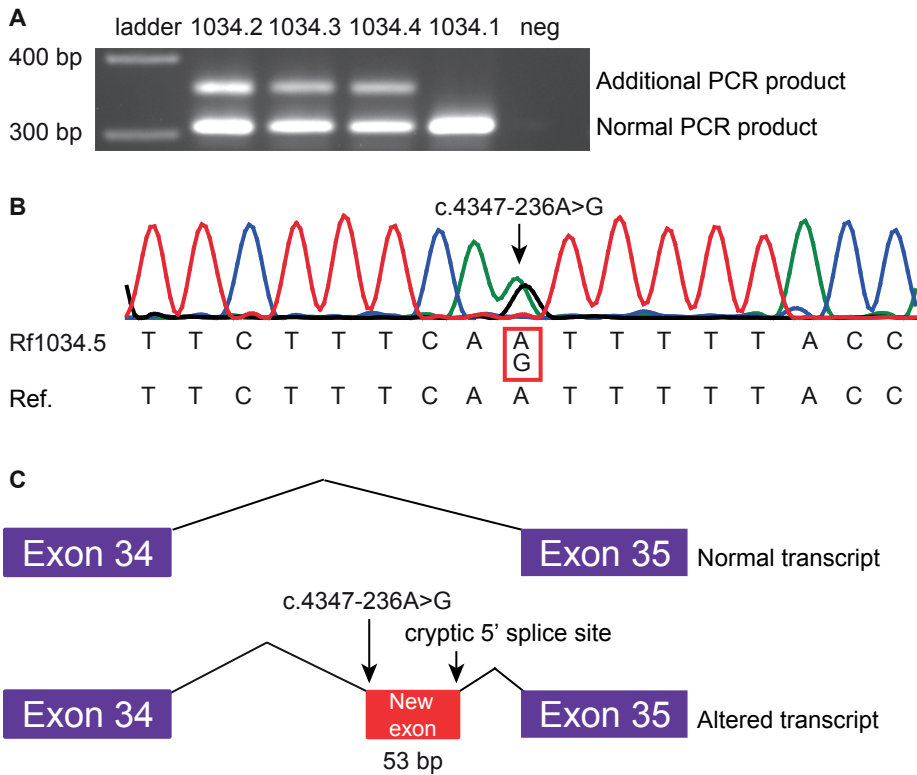 A
ladder 1034.2 1034.3 1034.4 1034.1 neg
400 bp
Additional PCR product
300 bp
Normal PCR product
B
c.4347-236A>G
Rf1034.5 T T C T T T C A A T T T T T A C C
G
Ref. T T C T T T C A A T T T T T A C C
C
Exon 34 Exon 35 Normal transcript
c.4347-236A>G
cryptic 5’ splice site
Exon 34 New exon Exon 35 Altered transcript
53 bp